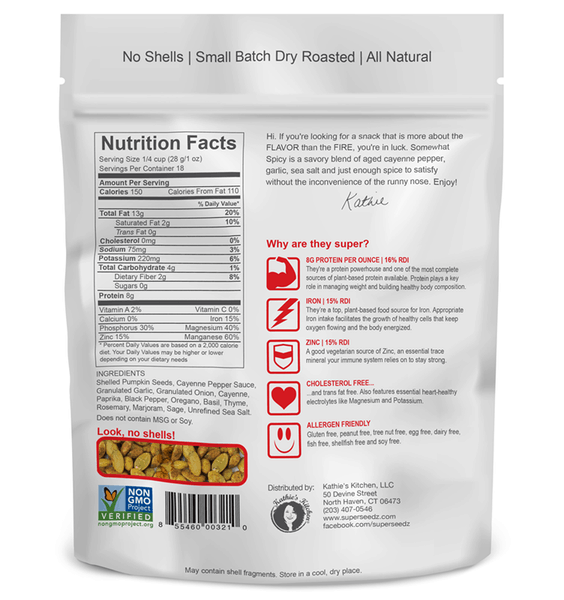 No Shells | Small Batch Dry Roasted | All Natural
Nutrition Facts
Serving Size 1/4 cup (28 g/1 oz)
Servings Per Container 18
Amount Per Serving
Calories 150 Calories From Fat 110
% Daily Value*
Total Fat 13g 20%
Saturated Fat 2g 10%
Trans Fat 0g
Cholesterol 0mg 0%
Sodium 75mg 3%
Potassium 220mg 6%
Total Carbohydrate 4g 1%
Dietary Fiber 2g 8%
Sugars 0g
Protein 8g
Vitamin A 2% Vitamin C 0%
Calcium 0% Iron 15%
Phosphorus 30% Magnesium 40%
Zinc 15% Manganese 60%
* Percent Daily Values are based on a 2,000 calorie
diet. Your Daily Values may be higher or lower
depending on your dietary needs
INGREDIENTS
Shelled Pumpkin Seeds, Cayenne Pepper Sauce,
Granulated Garlic, Granulated Onion, Cayenne,
Paprika, Black Pepper, Oregano, Basil, Thyme,
Rosemary, Marjoram, Sage, Unrefined Sea Salt.
Does not contain MSG or Soy.
Look, no shells!
NON
GMO
Project
VERIFIED
nongmoproject.org
8 55460 00321 0
Hi. If you're looking for a snack that is more about the
FLAVOR than the FIRE, you're in luck. Somewhat
Spicy is a savory blend of aged cayenne pepper,
garlic, sea salt and just enough spice to satisfy
without the inconvenience of the runny nose. Enjoy!
Kathie
Why are they super?
8G PROTEIN PER OUNCE | 16% RDI
They're a protein powerhouse and one of the most complete
sources of plant-based protein available. Protein plays a key
role in managing weight and building healthy body composition.
IRON | 15% RDI
They're a top, plant-based food source for Iron. Appropriate
Iron intake facilitates the growth of healthy cells that keep
oxygen flowing and the body energized.
ZINC | 15% RDI
A good vegetarian source of Zinc, an essential trace
mineral your immune system relies on to stay strong.
CHOLESTEROL FREE...
...and trans fat free. Also features essential heart-healthy
electrolytes like Magnesium and Potassium.
ALLERGEN FRIENDLY
Gluten free, peanut free, tree nut free, egg free, dairy free,
fish free, shellfish free and soy free.
Distributed by:
Kathie's Kitchen
Kathie's Kitchen, LLC
50 Devine Street
North Haven, CT 06473
(203) 407-0546
www.superseedz.com
facebook.com/superseedz
May contain shell fragments. Store in a cool, dry place.